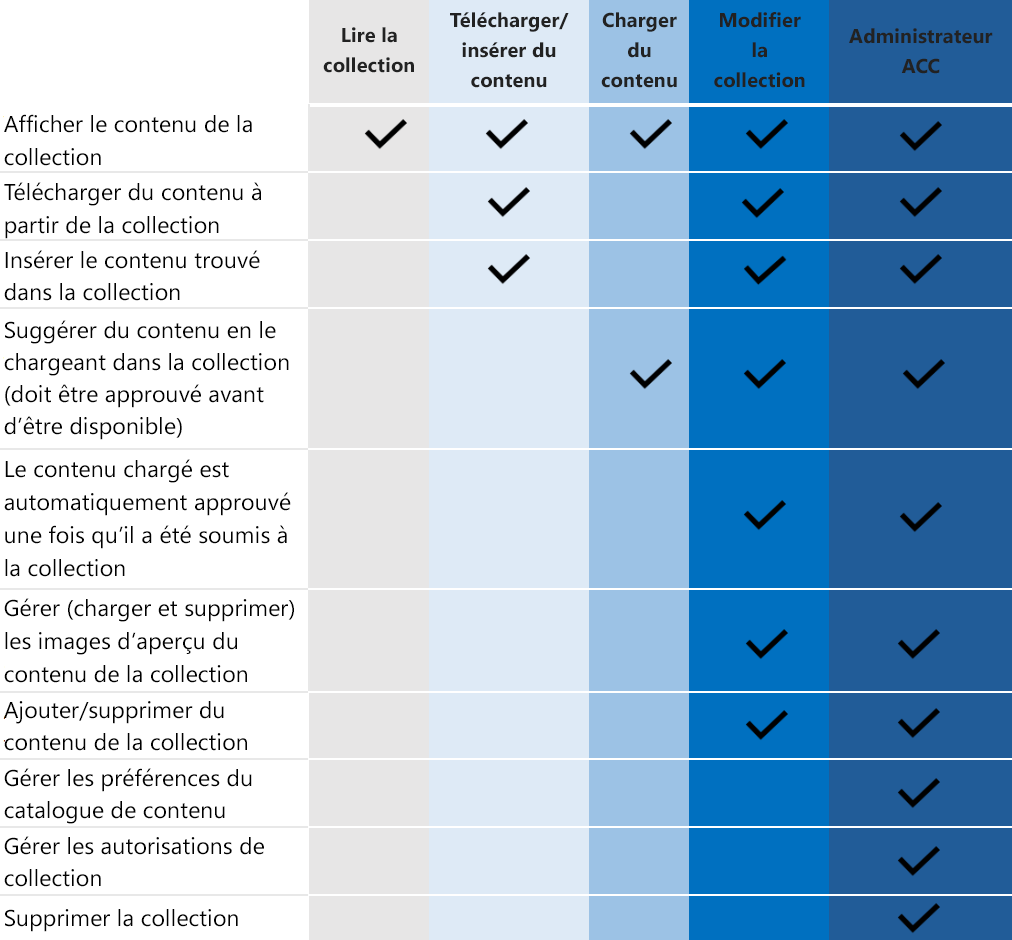 Lire la
collection
Télécharger/
insérer du
contenu
Charger
du
contenu
Modifier
la
collection
Administrateur
ACC
Afficher le contenu de la
collection
Télécharger du contenu à
partir de la collection
Insérer le contenu trouvé
dans la collection
Suggérer du contenu en le
chargeant dans la collection
(doit être approuvé avant
d’être disponible)
Le contenu chargé est
automatiquement approuvé
une fois qu’il a été soumis à
la collection
Gérer (charger et supprimer)
les images d’aperçu du
contenu de la collection
Ajouter/supprimer du
contenu de la collection
Gérer les préférences du
catalogue de contenu
Gérer les autorisations de
collection
Supprimer la collection